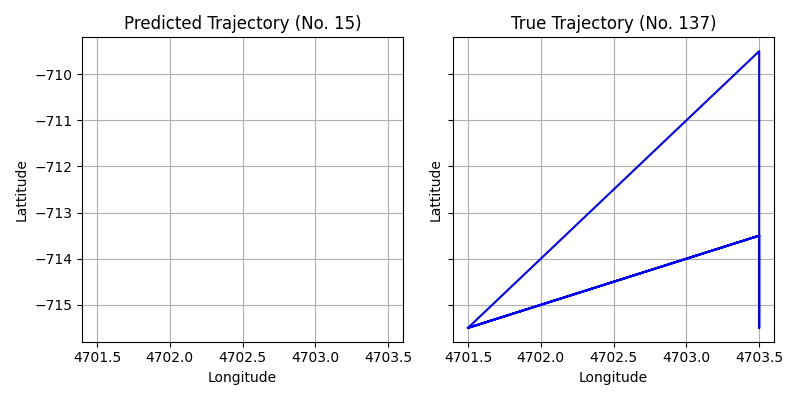 Predicted Trajectory (No. 15)
Lattitude
−710
−711
−712
−713
−714
−715
4701.5 4702.0 4702.5 4703.0 4703.5
Longitude
True Trajectory (No. 137)
Lattitude
4701.5 4702.0 4702.5 4703.0 4703.5
Longitude